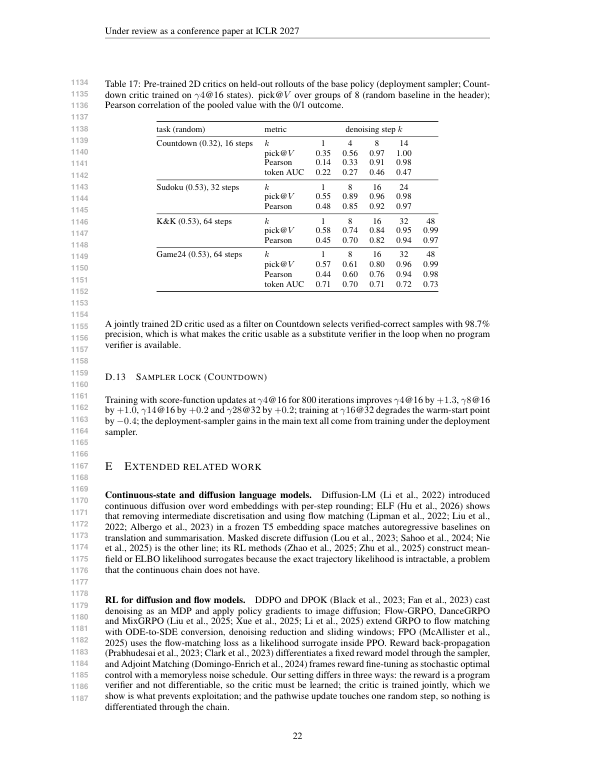 Under review as a conference paper at ICLR 2027
1134 Table 17: Pre-trained 2D critics on held-out rollouts of the base policy (deployment sampler; Count-
1135 down critic trained on γ4@16 states). pick@V over groups of 8 (random baseline in the header);
1136 Pearson correlation of the pooled value with the 0/1 outcome.
1137
1138 task (random) metric denoising step k
1139 Countdown (0.32), 16 steps k 1 4 8 14
1140 pick@V 0.35 0.56 0.97 1.00
1141 Pearson 0.14 0.33 0.91 0.98
1142 token AUC 0.22 0.27 0.46 0.47
1143 Sudoku (0.53), 32 steps k 1 8 16 24
1144 pick@V 0.55 0.89 0.96 0.98
1145 Pearson 0.48 0.85 0.92 0.97
1146 K&K (0.53), 64 steps k 1 8 16 32 48
1147 pick@V 0.58 0.74 0.84 0.95 0.99
1148 Pearson 0.45 0.70 0.82 0.94 0.97
1149 Game24 (0.53), 64 steps k 1 8 16 32 48
1150 pick@V 0.57 0.61 0.80 0.96 0.99
1151 Pearson 0.44 0.60 0.76 0.94 0.98
1152 token AUC 0.71 0.70 0.71 0.72 0.73
1153
1154
1155 A jointly trained 2D critic used as a filter on Countdown selects verified-correct samples with 98.7%
1156 precision, which is what makes the critic usable as a substitute verifier in the loop when no program
1157 verifier is available.
1158
1159 D.13 SAMPLER LOCK (COUNTDOWN)
1160
1161 Training with score-function updates at γ4@16 for 800 iterations improves γ4@16 by +1.3, γ8@16
1162 by +1.0, γ14@16 by +0.2 and γ28@32 by +0.2; training at γ16@32 degrades the warm-start point
1163 by −0.4; the deployment-sampler gains in the main text all come from training under the deployment
1164 sampler.
1165
1166
1167 E EXTENDED RELATED WORK
1168
1169 Continuous-state and diffusion language models. Diffusion-LM (Li et al., 2022) introduced
1170 continuous diffusion over word embeddings with per-step rounding; ELF (Hu et al., 2026) shows
1171 that removing intermediate discretisation and using flow matching (Lipman et al., 2022; Liu et al.,
1172 2022; Albergo et al., 2023) in a frozen T5 embedding space matches autoregressive baselines on
1173 translation and summarisation. Masked discrete diffusion (Lou et al., 2023; Sahoo et al., 2024; Nie
1174 et al., 2025) is the other line; its RL methods (Zhao et al., 2025; Zhu et al., 2025) construct mean-
1175 field or ELBO likelihood surrogates because the exact trajectory likelihood is intractable, a problem
1176 that the continuous chain does not have.
1177
1178 RL for diffusion and flow models. DDPO and DPOK (Black et al., 2023; Fan et al., 2023) cast
1179 denoising as an MDP and apply policy gradients to image diffusion; Flow-GRPO, DanceGRPO
1180 and MixGRPO (Liu et al., 2025; Xue et al., 2025; Li et al., 2025) extend GRPO to flow matching
1181 with ODE-to-SDE conversion, denoising reduction and sliding windows; FPO (McAllister et al.,
1182 2025) uses the flow-matching loss as a likelihood surrogate inside PPO. Reward back-propagation
1183 (Prabhudesai et al., 2023; Clark et al., 2023) differentiates a fixed reward model through the sampler,
1184 and Adjoint Matching (Domingo-Enrich et al., 2024) frames reward fine-tuning as stochastic optimal
1185 control with a memoryless noise schedule. Our setting differs in three ways: the reward is a program
1186 verifier and not differentiable, so the critic must be learned; the critic is trained jointly, which we
1187 show is what prevents exploitation; and the pathwise update touches one random step, so nothing is
differentiated through the chain.
22